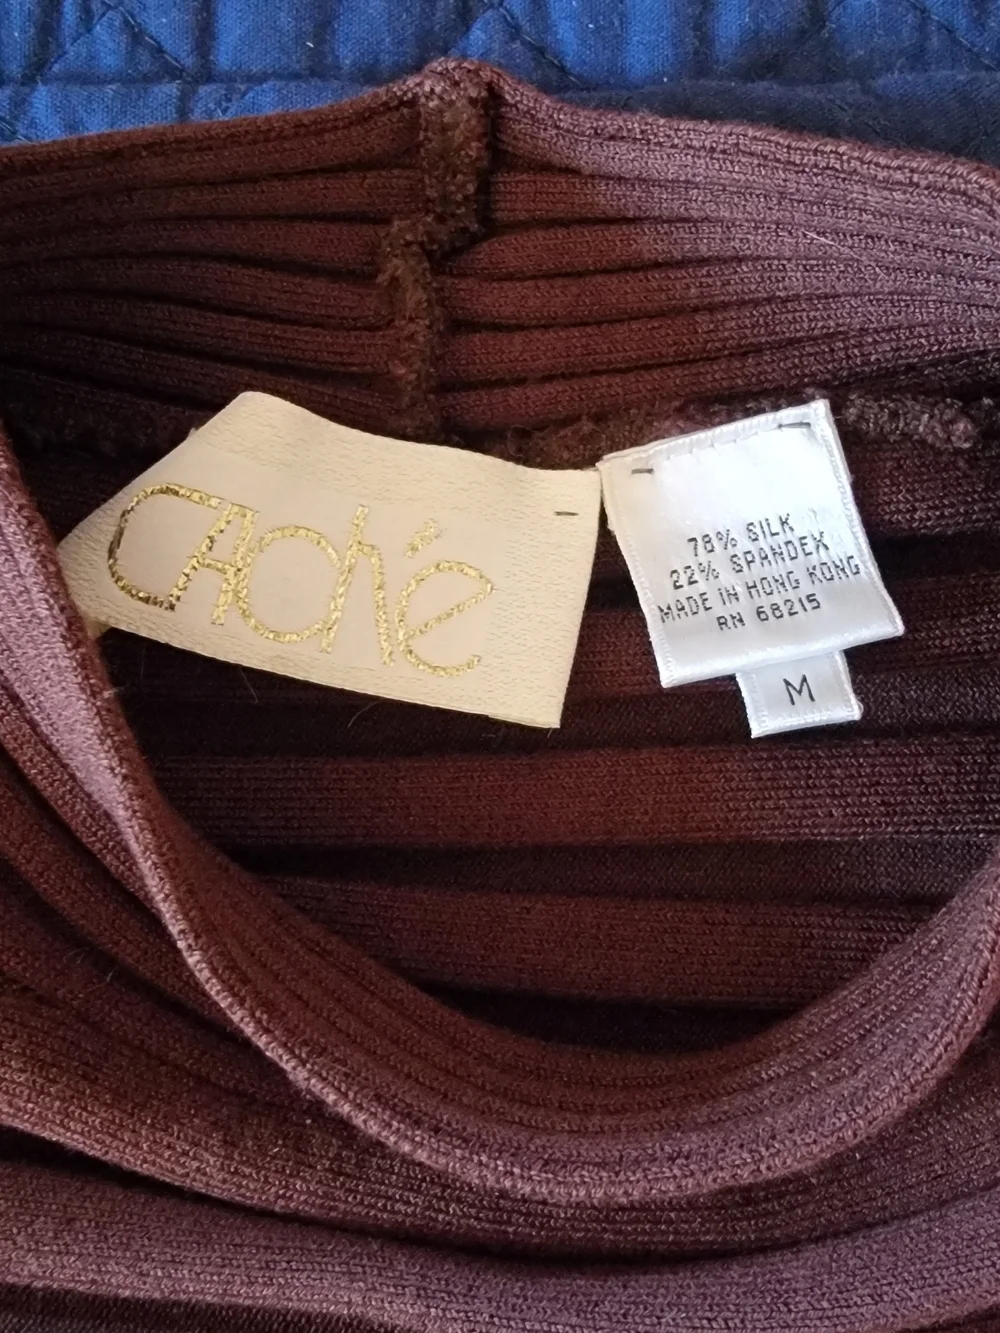 CAché
78% SILK
22% SPANDEX
MADE IN HONG KONG
RN 68215
M